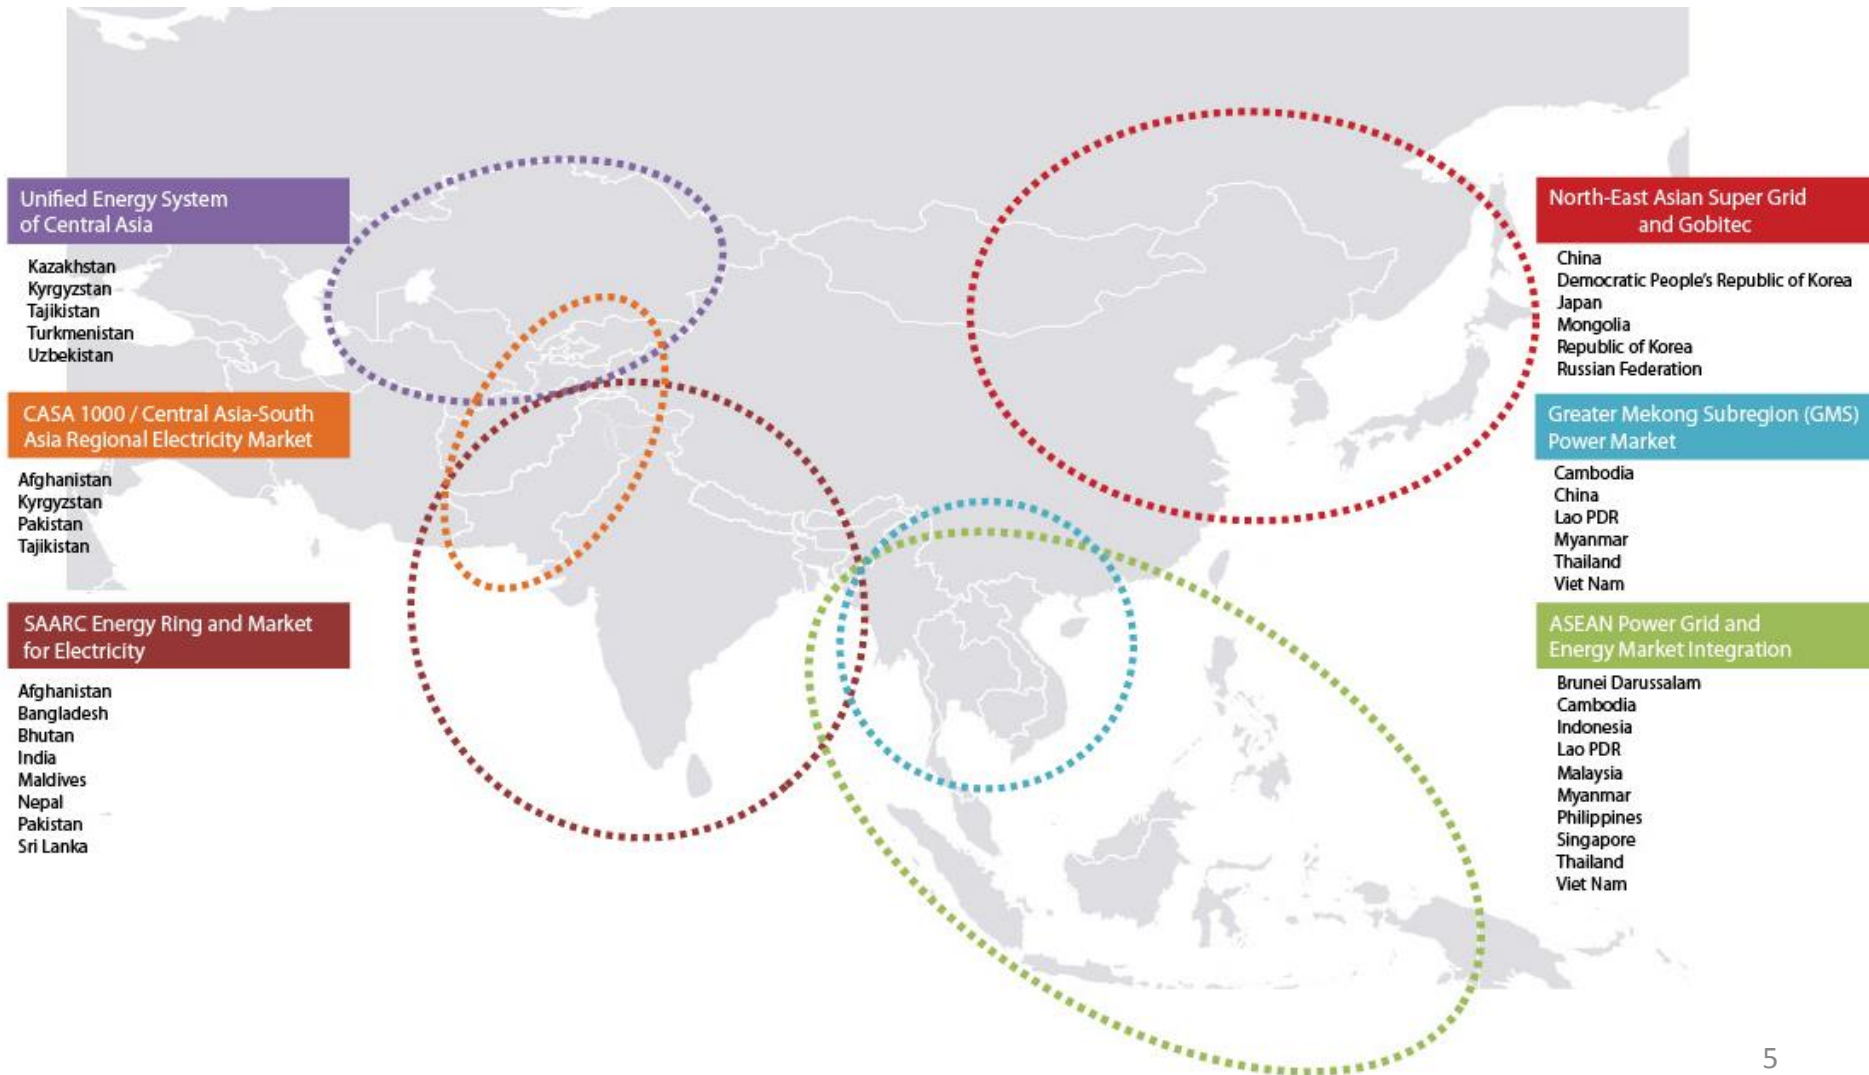 Unified Energy System
of Central Asia
Kazakhstan
Kyrgyzstan
Tajikistan
Turkmenistan
Uzbekistan
CASA 1000 / Central Asia-South
Asia Regional Electricity Market
Afghanistan
Kyrgyzstan
Pakistan
Tajikistan
SAARC Energy Ring and Market
for Electricity
Afghanistan
Bangladesh
Bhutan
India
Maldives
Nepal
Pakistan
Sri Lanka
North-East Asian Super Grid
and Gobitec
China
Democratic People's Republic of Korea
Japan
Mongolia
Republic of Korea
Russian Federation
Greater Mekong Subregion (GMS)
Power Market
Cambodia
China
Lao PDR
Myanmar
Thailand
Viet Nam
ASEAN Power Grid and
Energy Market Integration
Brunei Darussalam
Cambodia
Indonesia
Lao PDR
Malaysia
Myanmar
Philippines
Singapore
Thailand
Viet Nam
5